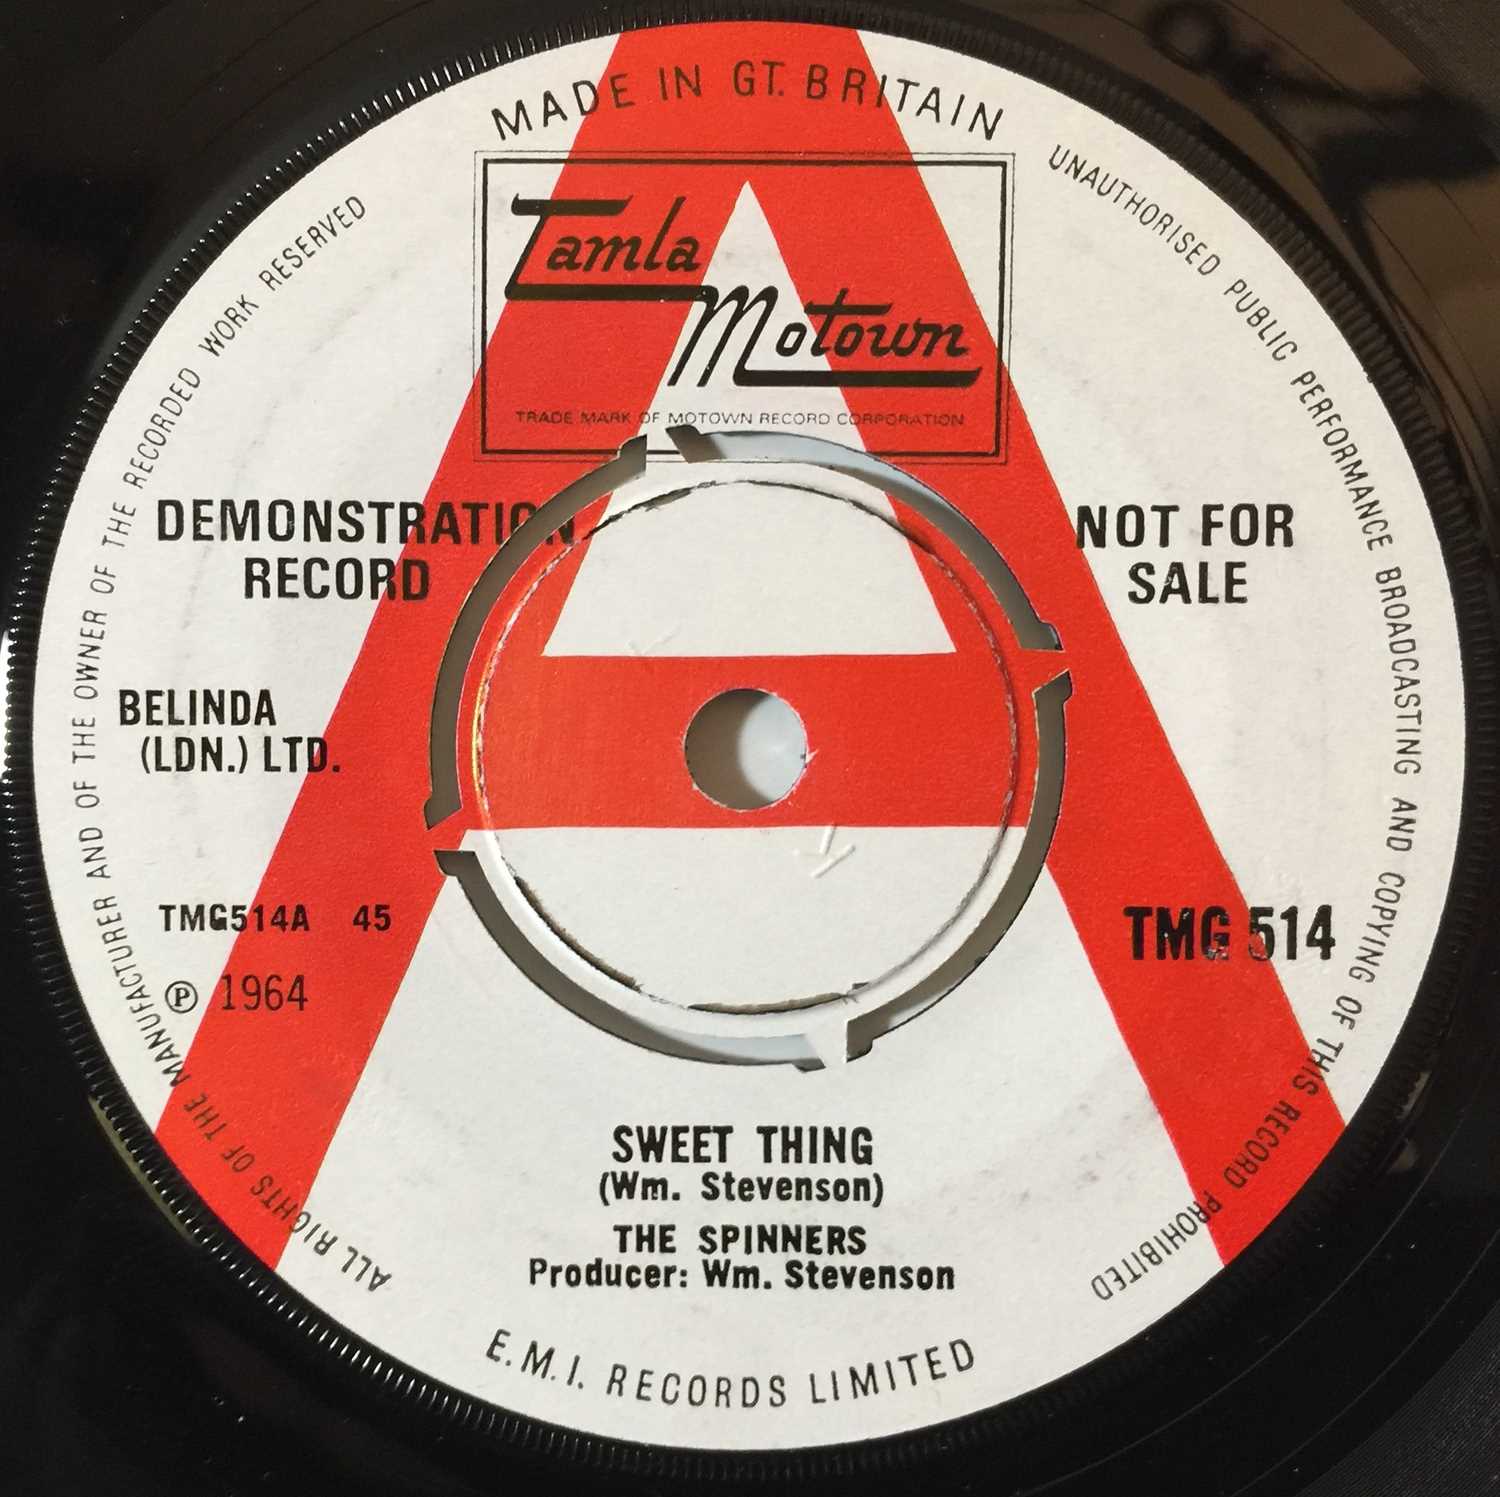 MADE IN GT. BRITAIN
Tamla
Motown
TRADE MARK OF MOTOWN RECORD CORPORATION
DEMONSTRATION
RECORD
NOT FOR
SALE
BELINDA
(LDN.) LTD.
TMG514A 45
℗ 1964
TMG 514
SWEET THING
(Wm. Stevenson)
THE SPINNERS
Producer: Wm. Stevenson
E.M.I. RECORDS LIMITED
ALL RIGHTS OF THE MANUFACTURER AND OF THE OWNER OF THE RECORDED WORK RESERVED
UNAUTHORISED PUBLIC PERFORMANCE BROADCASTING AND COPYING OF THIS RECORD PROHIBITED